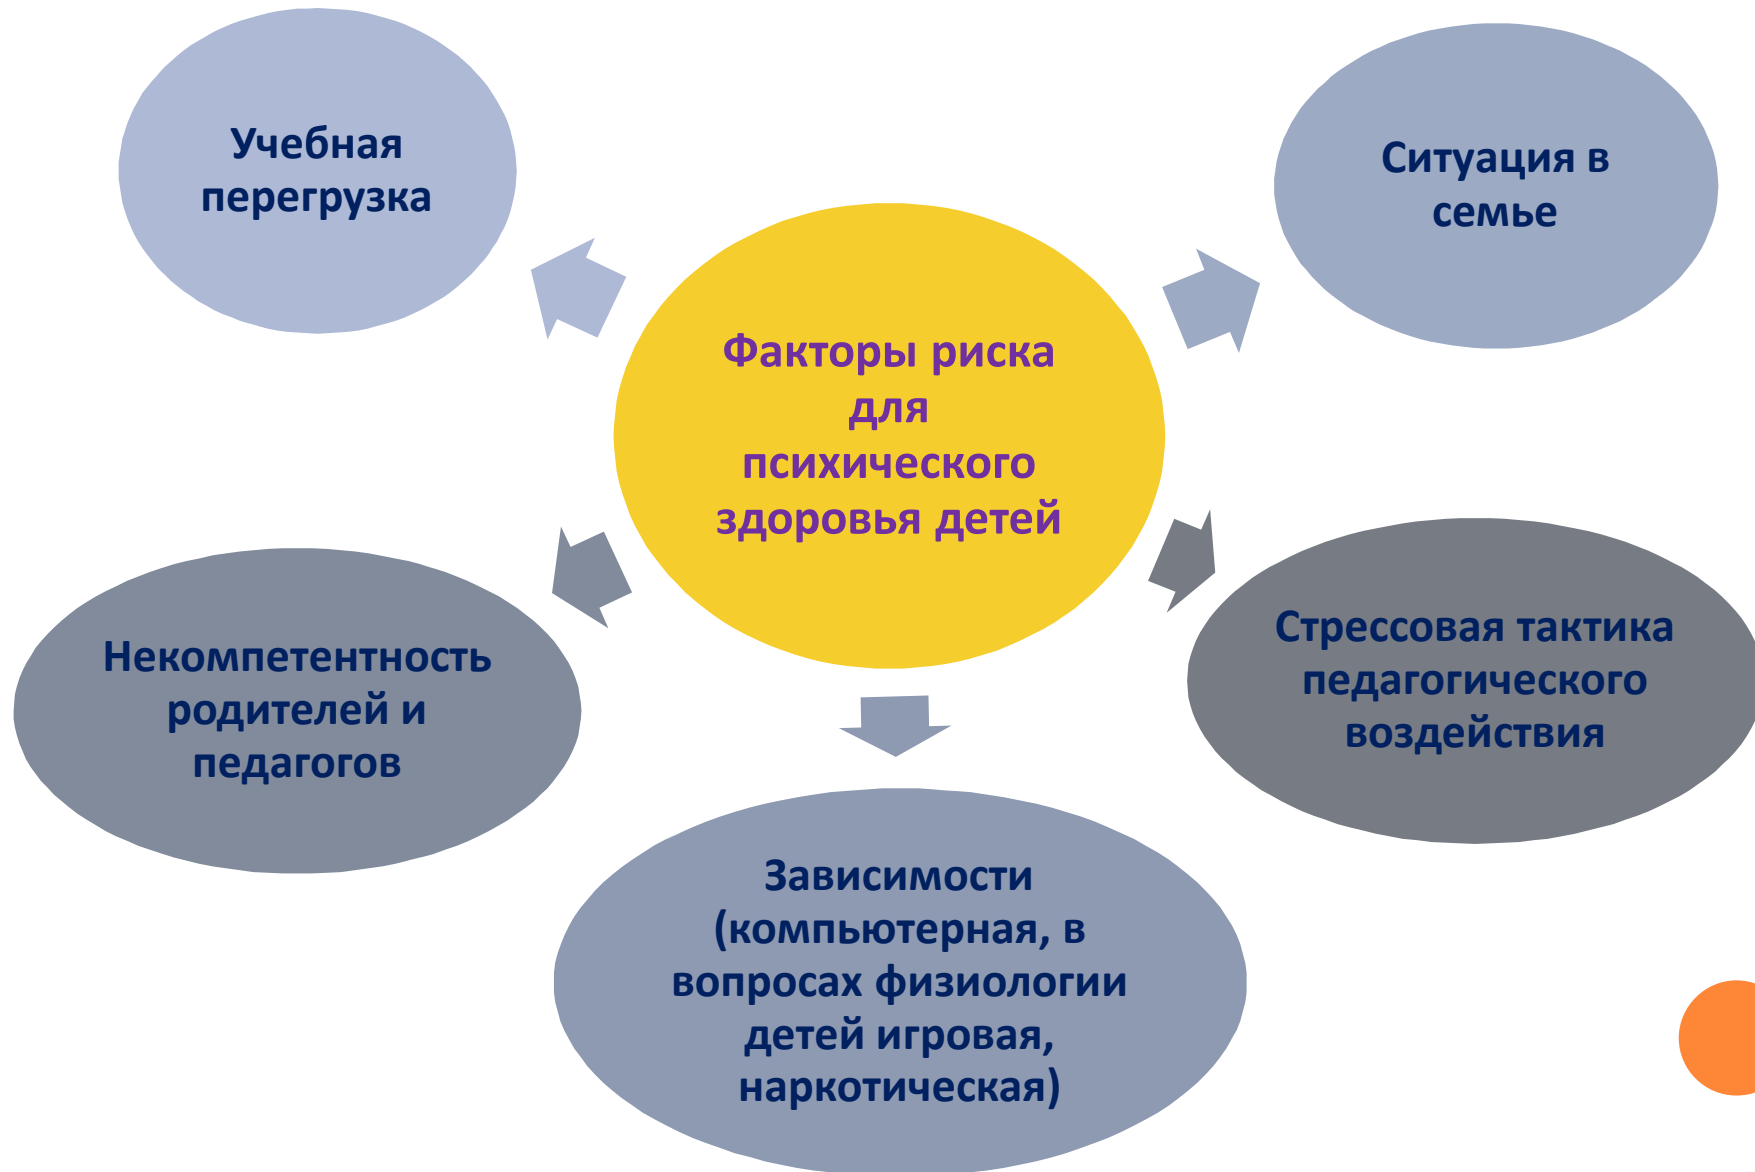 Учебная
перегрузка
Ситуация в
семье
Факторы риска
для
психического
здоровья детей
Некомпетентность
родителей и
педагогов
Стрессовая тактика
педагогического
воздействия
Зависимости
(компьютерная, в
вопросах физиологии
детей игровая,
наркотическая)